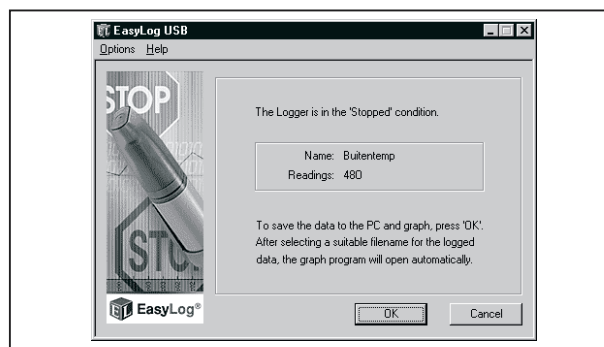 EasyLog USB
Options Help
STOP
The Logger is in the 'Stopped' condition.
Name: Buitentemp
Readings: 480
To save the data to the PC and graph, press 'OK'.
After selecting a suitable filename for the logged
data, the graph program will open automatically.
STO
EL EasyLog®
OK Cancel